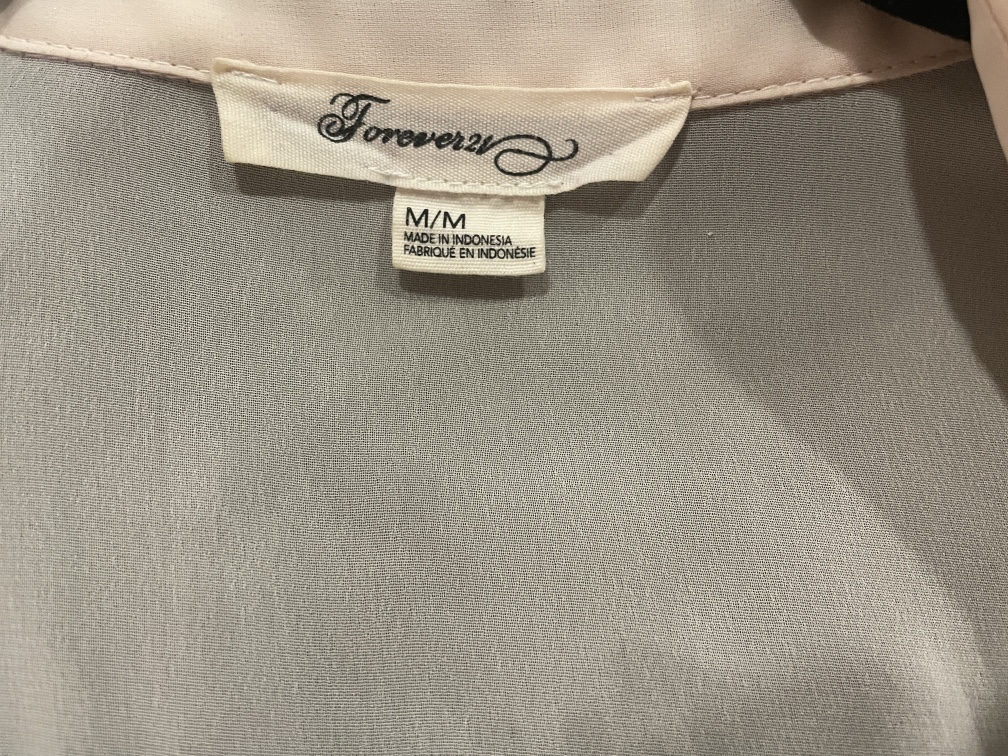 Forever21
M/M
MADE IN INDONESIA
FABRIQUÉ EN INDONÉSIE